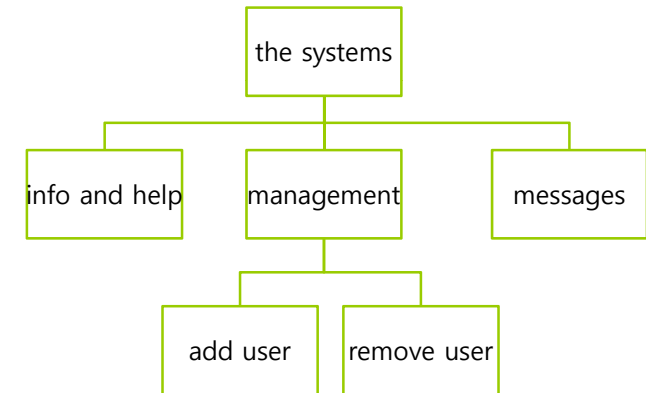 the systems
info and help
management
messages
add user
remove user